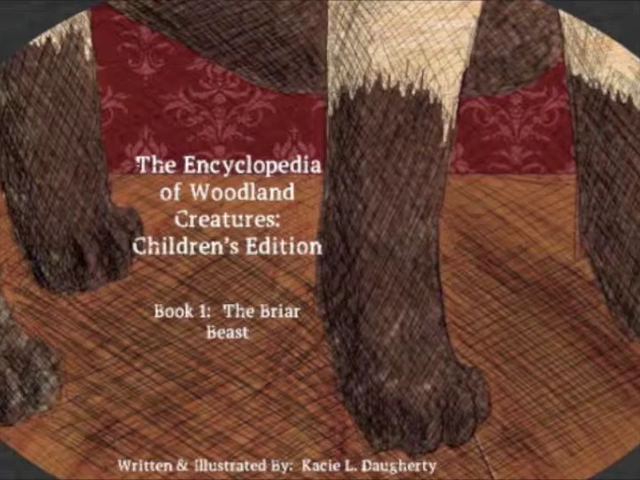 The Encyclopedia
of Woodland
Creatures:
Children's Edition
Book 1: The Briar
Beast
Written & Illustrated By: Kacie L. Daugherty